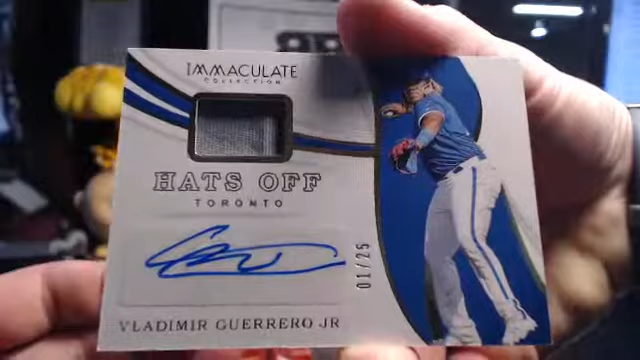 IMMACULATE
COLLECTION
HATS OFF
TORONTO
01/25
VLADIMIR GUERRERO JR